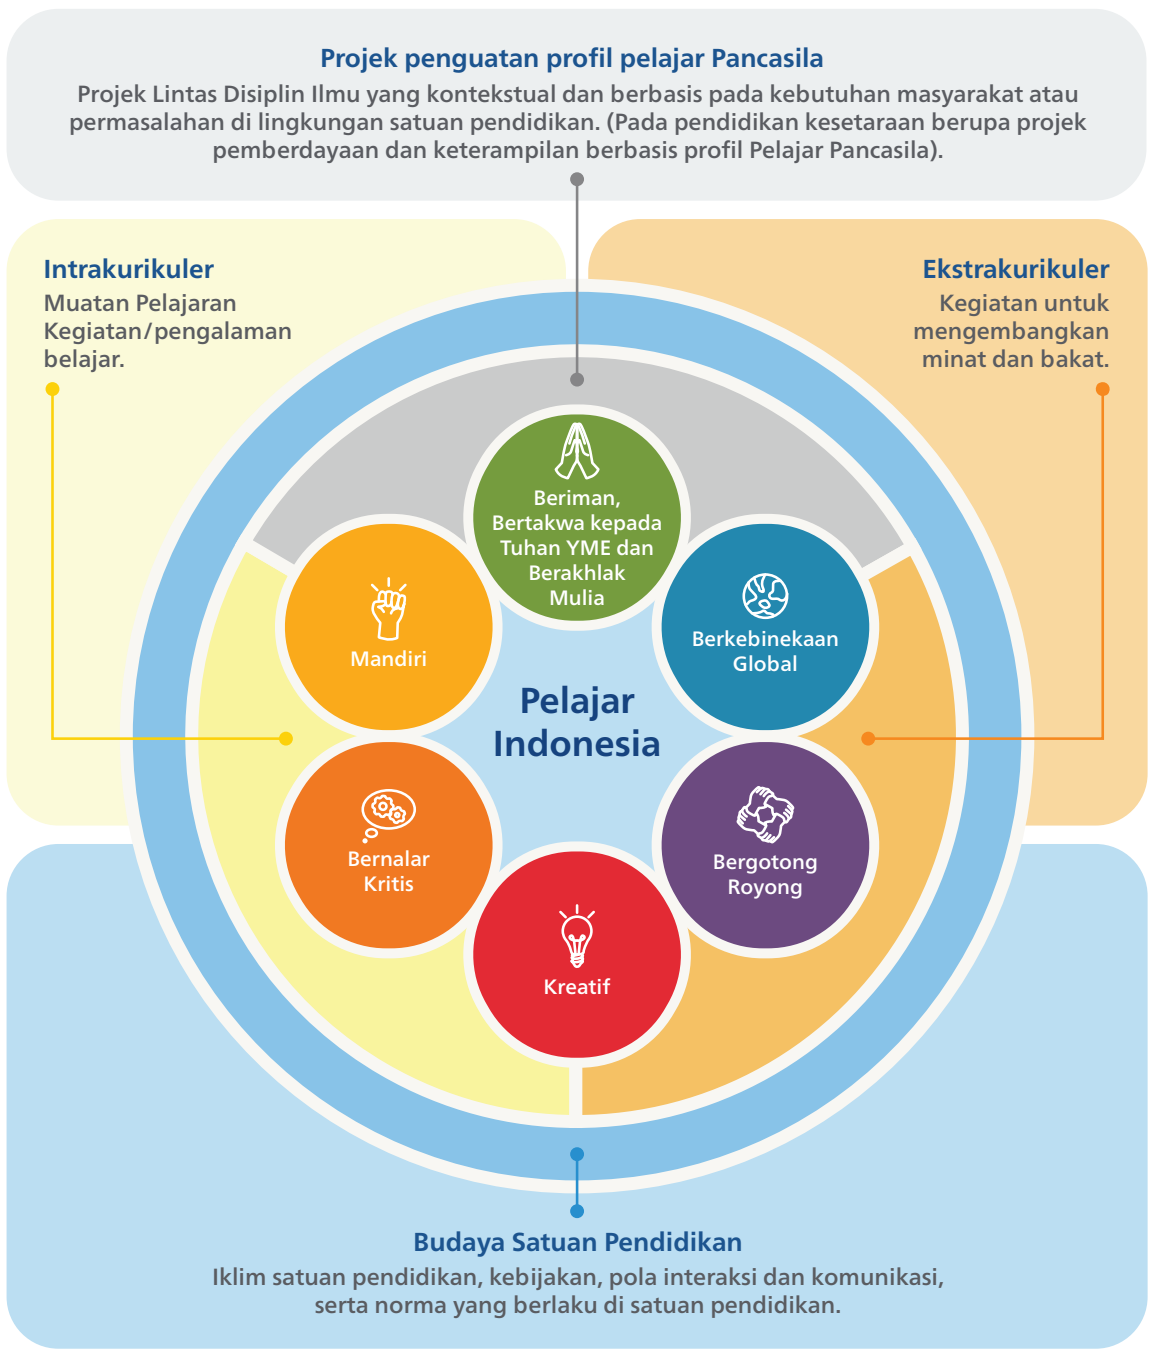 Projek penguatan profil pelajar Pancasila
Projek Lintas Disiplin Ilmu yang kontekstual dan berbasis pada kebutuhan masyarakat atau
permasalahan di lingkungan satuan pendidikan. (Pada pendidikan kesetaraan berupa projek
pemberdayaan dan keterampilan berbasis profil Pelajar Pancasila).
Intrakurikuler
Muatan Pelajaran
Kegiatan/pengalaman
belajar.
Ekstrakurikuler
Kegiatan untuk
mengembangkan
minat dan bakat.
Beriman,
Bertakwa kepada
Tuhan YME dan
Berakhlak
Mulia
Mandiri
Berkebinekaan
Global
Pelajar
Indonesia
Bernalar
Kritis
Bergotong
Royong
Kreatif
Budaya Satuan Pendidikan
Iklim satuan pendidikan, kebijakan, pola interaksi dan komunikasi,
serta norma yang berlaku di satuan pendidikan.